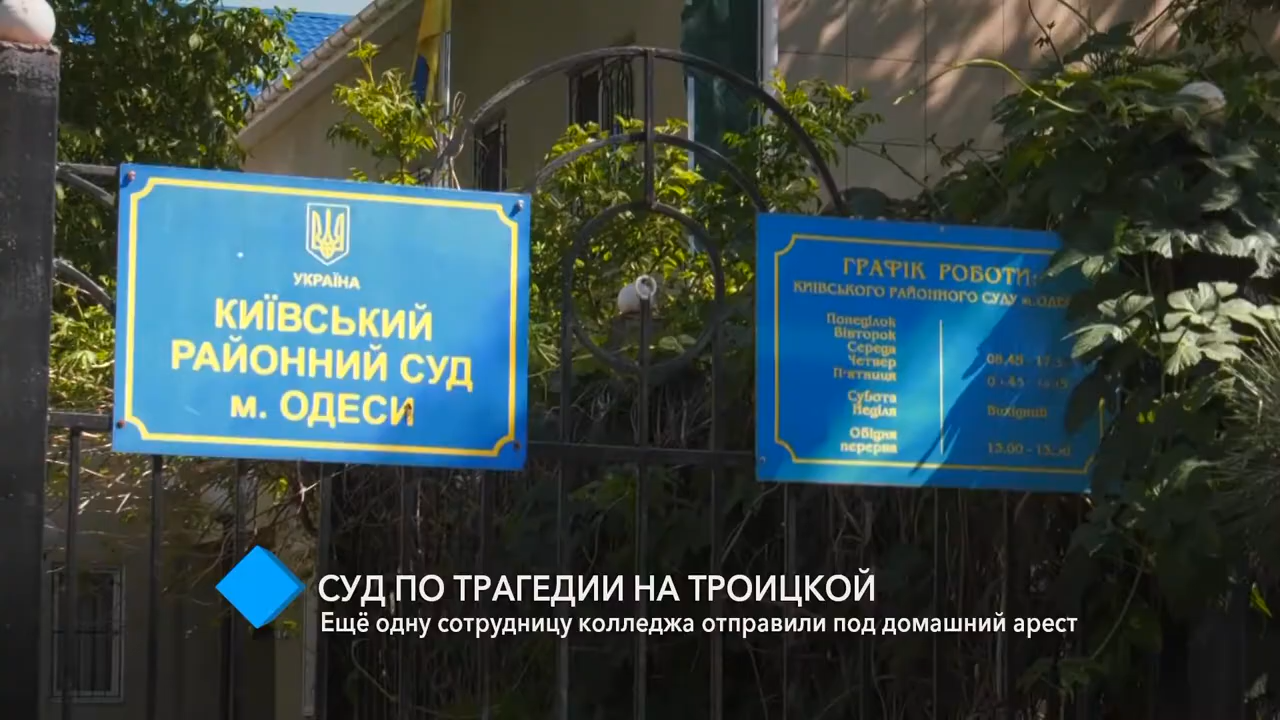 УКРАЇНА
КИЇВСЬКИЙ
РАЙОННИЙ СУД
м. ОДЕСИ
ГРАФІК РОБОТИ:
КИЇВСЬКОГО РАЙОННОГО СУДУ м.
Понеділок
Вівторок
Середа
Четвер
П'ятниця
Субота
Неділя
Вихідний
Обідня
перерва
13:00 -
СУД ПО ТРАГЕДИИ НА ТРОИЦКОЙ
Ещё одну сотрудницу колледжа отправили под домашний арест